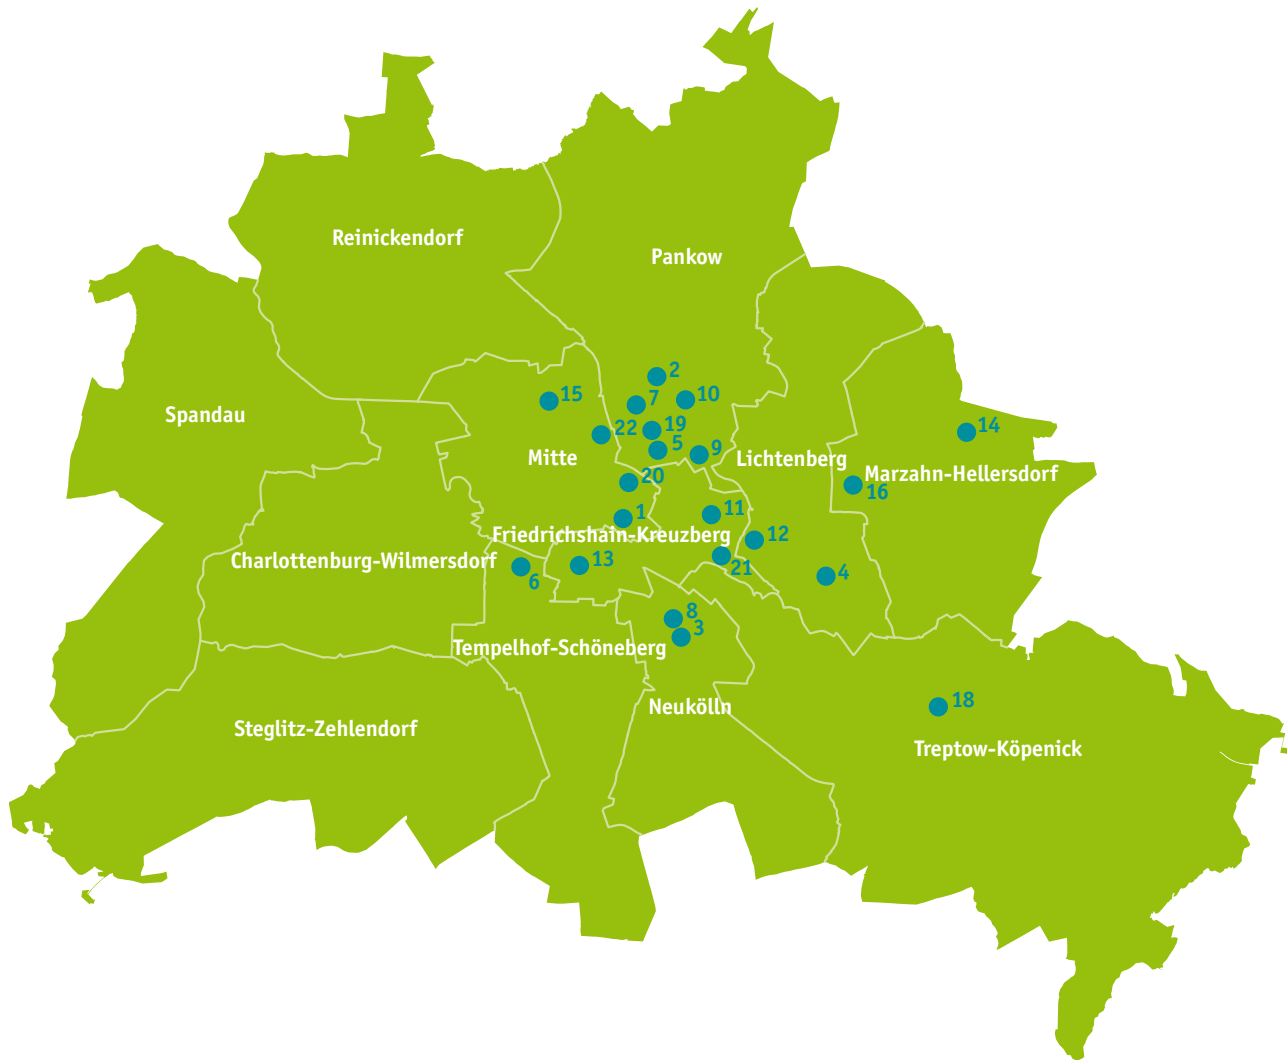 Reinickendorf
Pankow
2
15
7
10
Spandau
22
19
14
5
9
Mitte
Lichtenberg
Marzahn-Hellersdorf
20
16
1
11
Friedrichshain-Kreuzberg
12
Charlottenburg-Wilmersdorf
13
21
6
4
8
3
Tempelhof-Schöneberg
18
Neukölln
Steglitz-Zehlendorf
Treptow-Köpenick